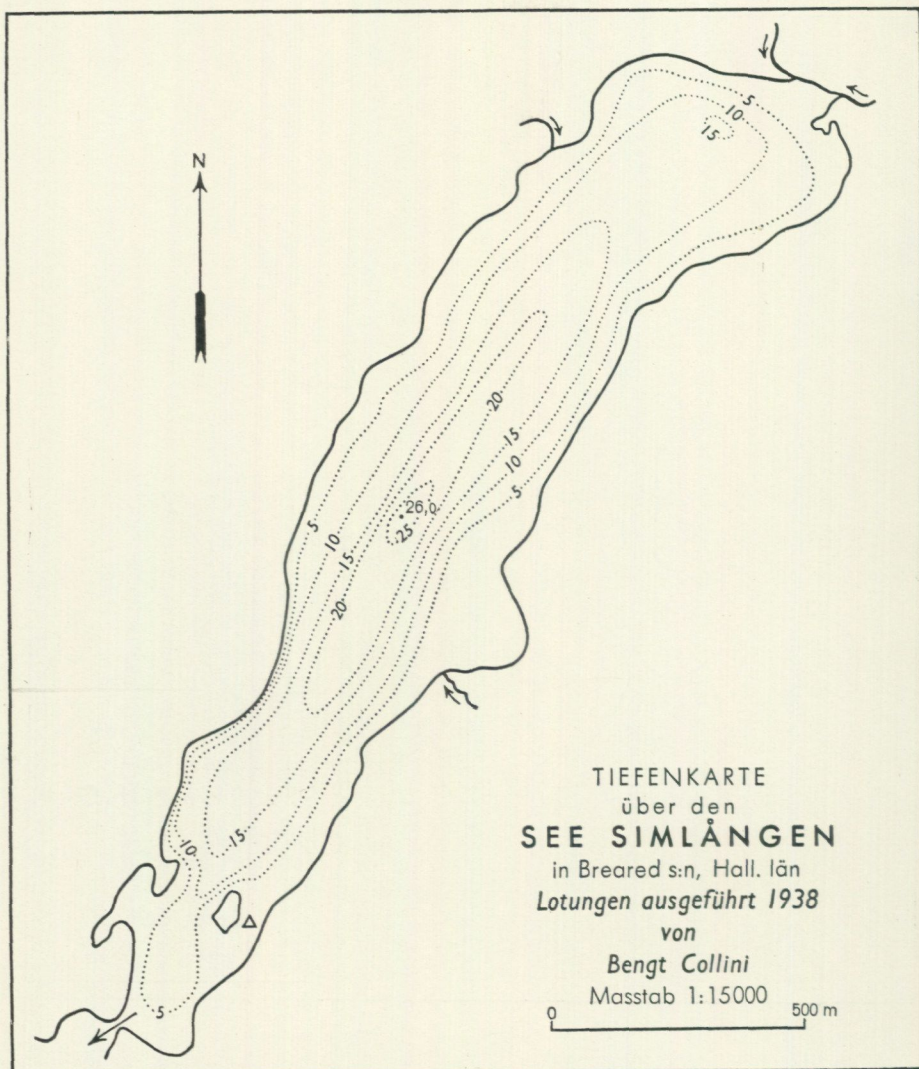 N
5
10
15
20
15
10
5
26,0
25
5
10
15
20
10
15
5
TIEFENKARTE
über den
SEE SIMLÅNGEN
in Breared s:n, Hall. län
Lotungen ausgeführt 1938
von
Bengt Collini
Masstab 1:15000
0 500 m